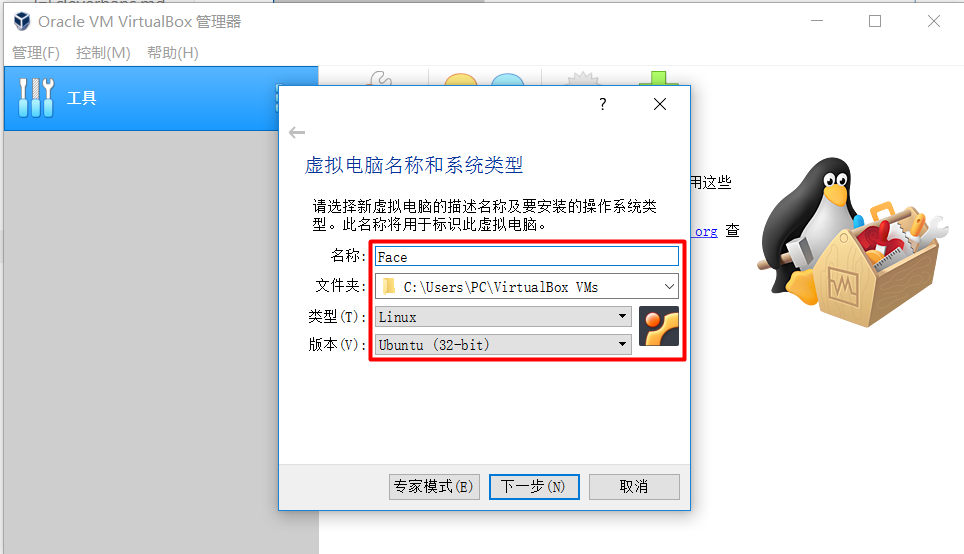 Oracle VM VirtualBox 管理器
管理(F) 控制(M) 帮助(H)
工具
?
虚拟电脑名称和系统类型
用这些
请选择新虚拟电脑的描述名称及要安装的操作系统类
型。此名称将用于标识此虚拟电脑。
.org 查
名称: Face
文件夹: C:\Users\PC\VirtualBox VMs
类型(T): Linux
版本(V): Ubuntu (32-bit)
专家模式(E) 下一步(N) 取消